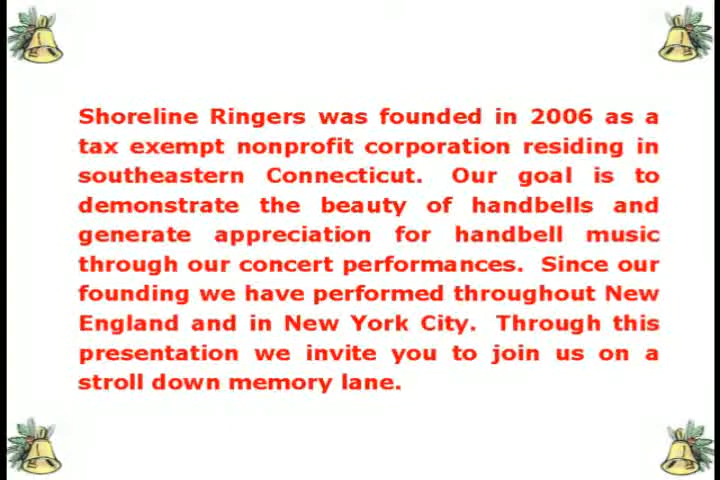 Shoreline Ringers was founded in 2006 as a
tax exempt nonprofit corporation residing in
southeastern Connecticut. Our goal is to
demonstrate the beauty of handbells and
generate appreciation for handbell music
through our concert performances. Since our
founding we have performed throughout New
England and in New York City. Through this
presentation we invite you to join us on a
stroll down memory lane.